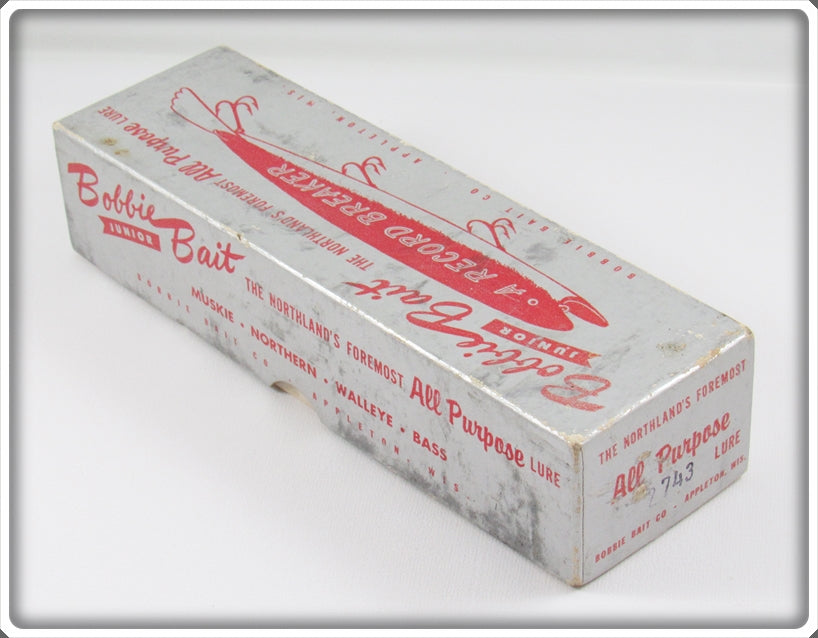 Bobbie
JUNIOR
Bait
THE NORTHLAND'S FOREMOST All Purpose LURE
A RECORD BREAKER
BOBBIE BAIT CO APPLETON, WIS.
Bobbie
JUNIOR
Bait
THE NORTHLAND'S FOREMOST All Purpose LURE
MUSKIE • NORTHERN • WALLEYE • BASS
BOBBIE BAIT CO APPLETON, WIS.
THE NORTHLAND'S FOREMOST
All Purpose
LURE
2743
BOBBIE BAIT CO . APPLETON, WIS.